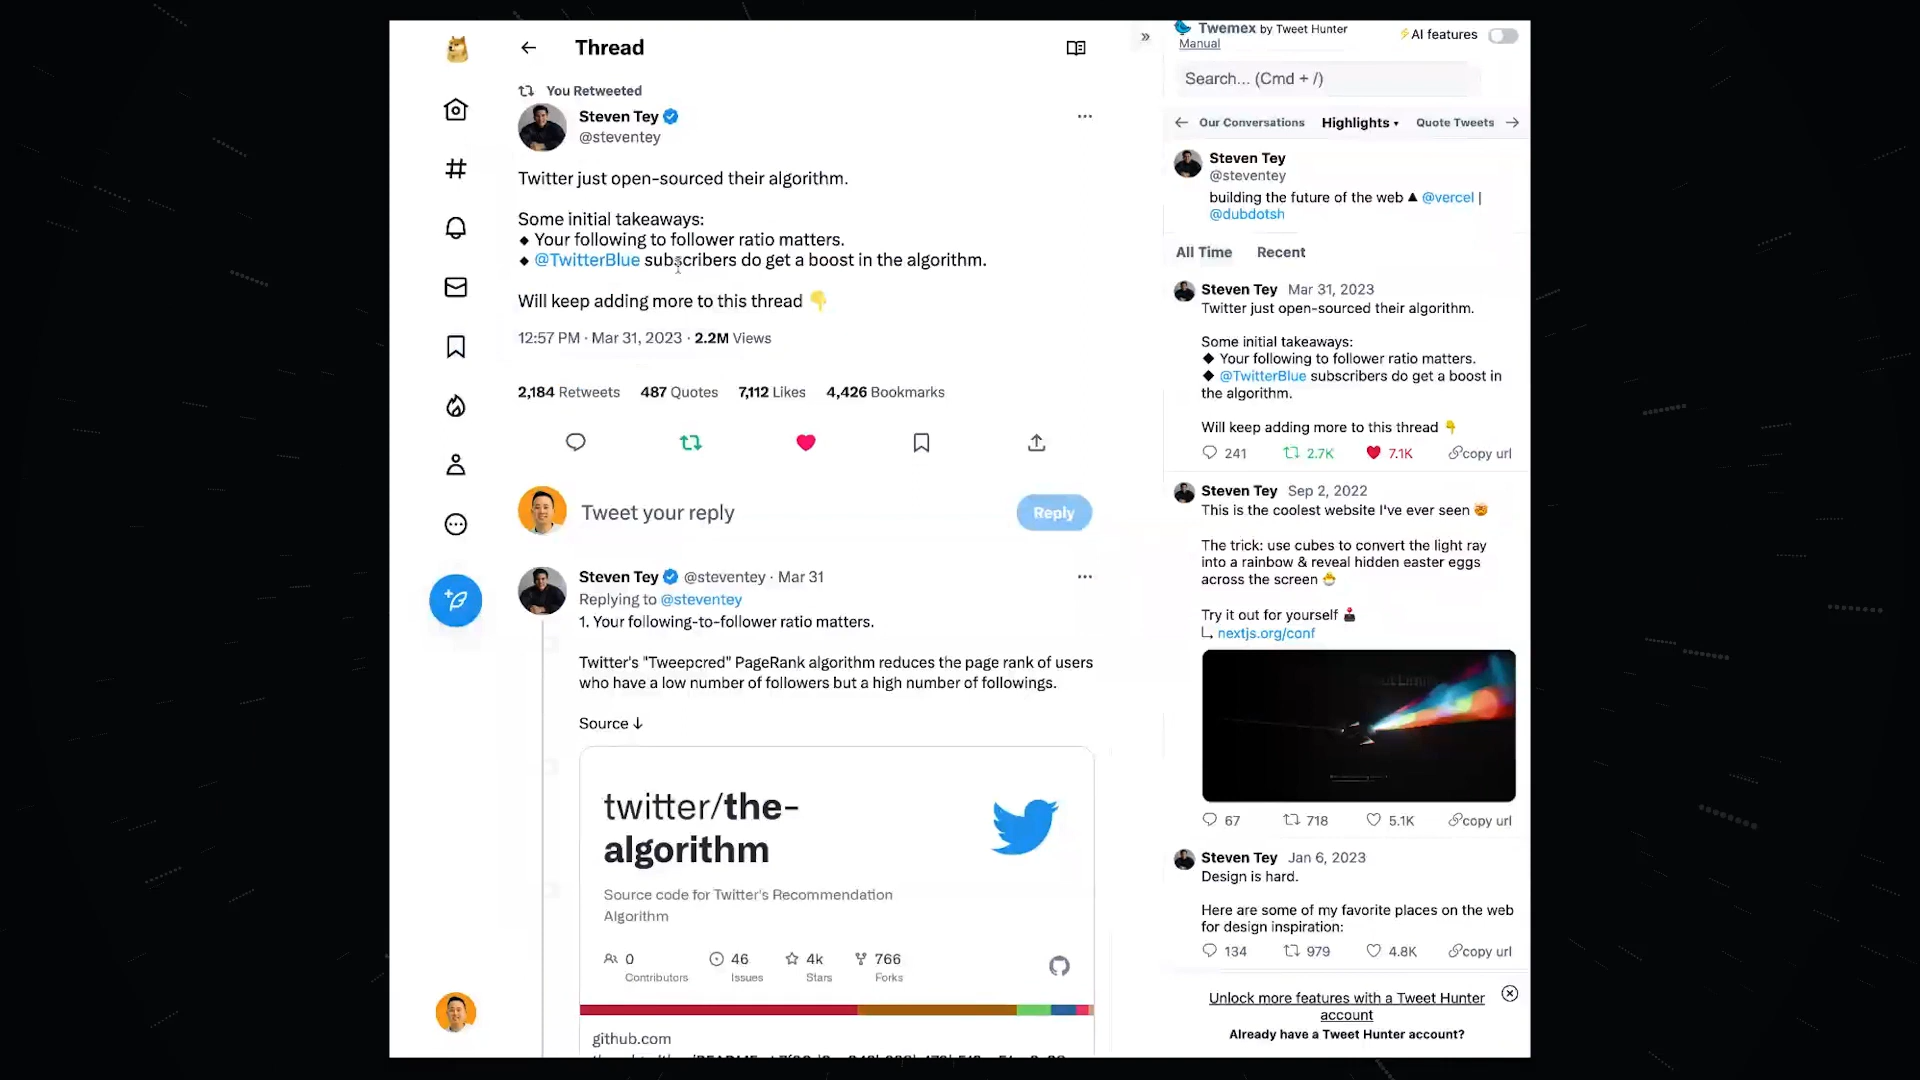 Thread
You Retweeted
Steven Tey
@steventey
Twitter just open-sourced their algorithm.
Some initial takeaways:
◆ Your following to follower ratio matters.
◆ @TwitterBlue subscribers do get a boost in the algorithm.
Will keep adding more to this thread 👇
12:57 PM · Mar 31, 2023 · 2.2M Views
2,184 Retweets 487 Quotes 7,112 Likes 4,426 Bookmarks
Tweet your reply
Reply
Steven Tey @steventey · Mar 31
Replying to @steventey
1. Your following-to-follower ratio matters.
Twitter's "Tweepcred" PageRank algorithm reduces the page rank of users
who have a low number of followers but a high number of followings.
Source ↓
twitter/the-
algorithm
Source code for Twitter's Recommendation
Algorithm
0 46 4k 766
Contributors Issues Stars Forks
github.com
» Twemex by Tweet Hunter
Manual
⚡AI features
Search... (Cmd + /)
← Our Conversations Highlights ▾ Quote Tweets →
Steven Tey
@steventey
building the future of the web ▲ @vercel |
@dubdotsh
All Time Recent
Steven Tey Mar 31, 2023
Twitter just open-sourced their algorithm.
Some initial takeaways:
◆ Your following to follower ratio matters.
◆ @TwitterBlue subscribers do get a boost in
the algorithm.
Will keep adding more to this thread 👇
241 2.7K 7.1K copy url
Steven Tey Sep 2, 2022
This is the coolest website I've ever seen 🤯
The trick: use cubes to convert the light ray
into a rainbow & reveal hidden easter eggs
across the screen 🐣
Try it out for yourself 🕹
↳ nextjs.org/conf
67 718 5.1K copy url
Steven Tey Jan 6, 2023
Design is hard.
Here are some of my favorite places on the web
for design inspiration:
134 979 4.8K copy url
Unlock more features with a Tweet Hunter
account
Already have a Tweet Hunter account?